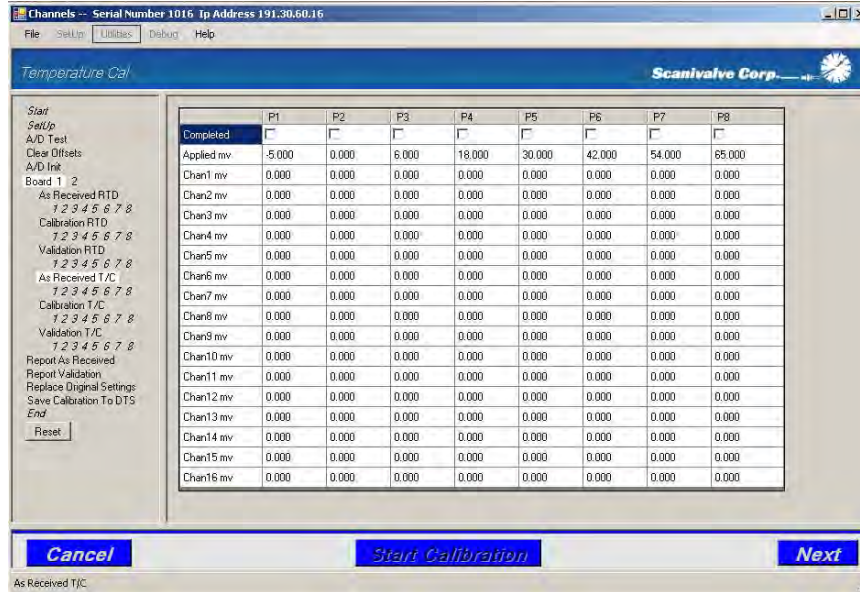 Channels -- Serial Number 1016 Ip Address 191.30.60.16
File SetUp Utilities Debug Help
Temperature Cal
Scanivalve Corp.
Start
SetUp
A/D Test
Clear Offsets
A/D Init
Board 1 2
As Received RTD
1 2 3 4 5 6 7 8
Calibration RTD
1 2 3 4 5 6 7 8
Validation RTD
1 2 3 4 5 6 7 8
As Received T/C
1 2 3 4 5 6 7 8
Calibration T/C
1 2 3 4 5 6 7 8
Validation T/C
1 2 3 4 5 6 7 8
Report As Received
Report Validation
Replace Original Settings
Save Calibration To DTS
End
Reset
P1 P2 P3 P4 P5 P6 P7 P8
Completed
Applied mv -5.000 0.000 6.000 18.000 30.000 42.000 54.000 65.000
Chan1 mv 0.000 0.000 0.000 0.000 0.000 0.000 0.000 0.000
Chan2 mv 0.000 0.000 0.000 0.000 0.000 0.000 0.000 0.000
Chan3 mv 0.000 0.000 0.000 0.000 0.000 0.000 0.000 0.000
Chan4 mv 0.000 0.000 0.000 0.000 0.000 0.000 0.000 0.000
Chan5 mv 0.000 0.000 0.000 0.000 0.000 0.000 0.000 0.000
Chan6 mv 0.000 0.000 0.000 0.000 0.000 0.000 0.000 0.000
Chan7 mv 0.000 0.000 0.000 0.000 0.000 0.000 0.000 0.000
Chan8 mv 0.000 0.000 0.000 0.000 0.000 0.000 0.000 0.000
Chan9 mv 0.000 0.000 0.000 0.000 0.000 0.000 0.000 0.000
Chan10 mv 0.000 0.000 0.000 0.000 0.000 0.000 0.000 0.000
Chan11 mv 0.000 0.000 0.000 0.000 0.000 0.000 0.000 0.000
Chan12 mv 0.000 0.000 0.000 0.000 0.000 0.000 0.000 0.000
Chan13 mv 0.000 0.000 0.000 0.000 0.000 0.000 0.000 0.000
Chan14 mv 0.000 0.000 0.000 0.000 0.000 0.000 0.000 0.000
Chan15 mv 0.000 0.000 0.000 0.000 0.000 0.000 0.000 0.000
Chan16 mv 0.000 0.000 0.000 0.000 0.000 0.000 0.000 0.000
Cancel Start Calibration Next
As Received T/C